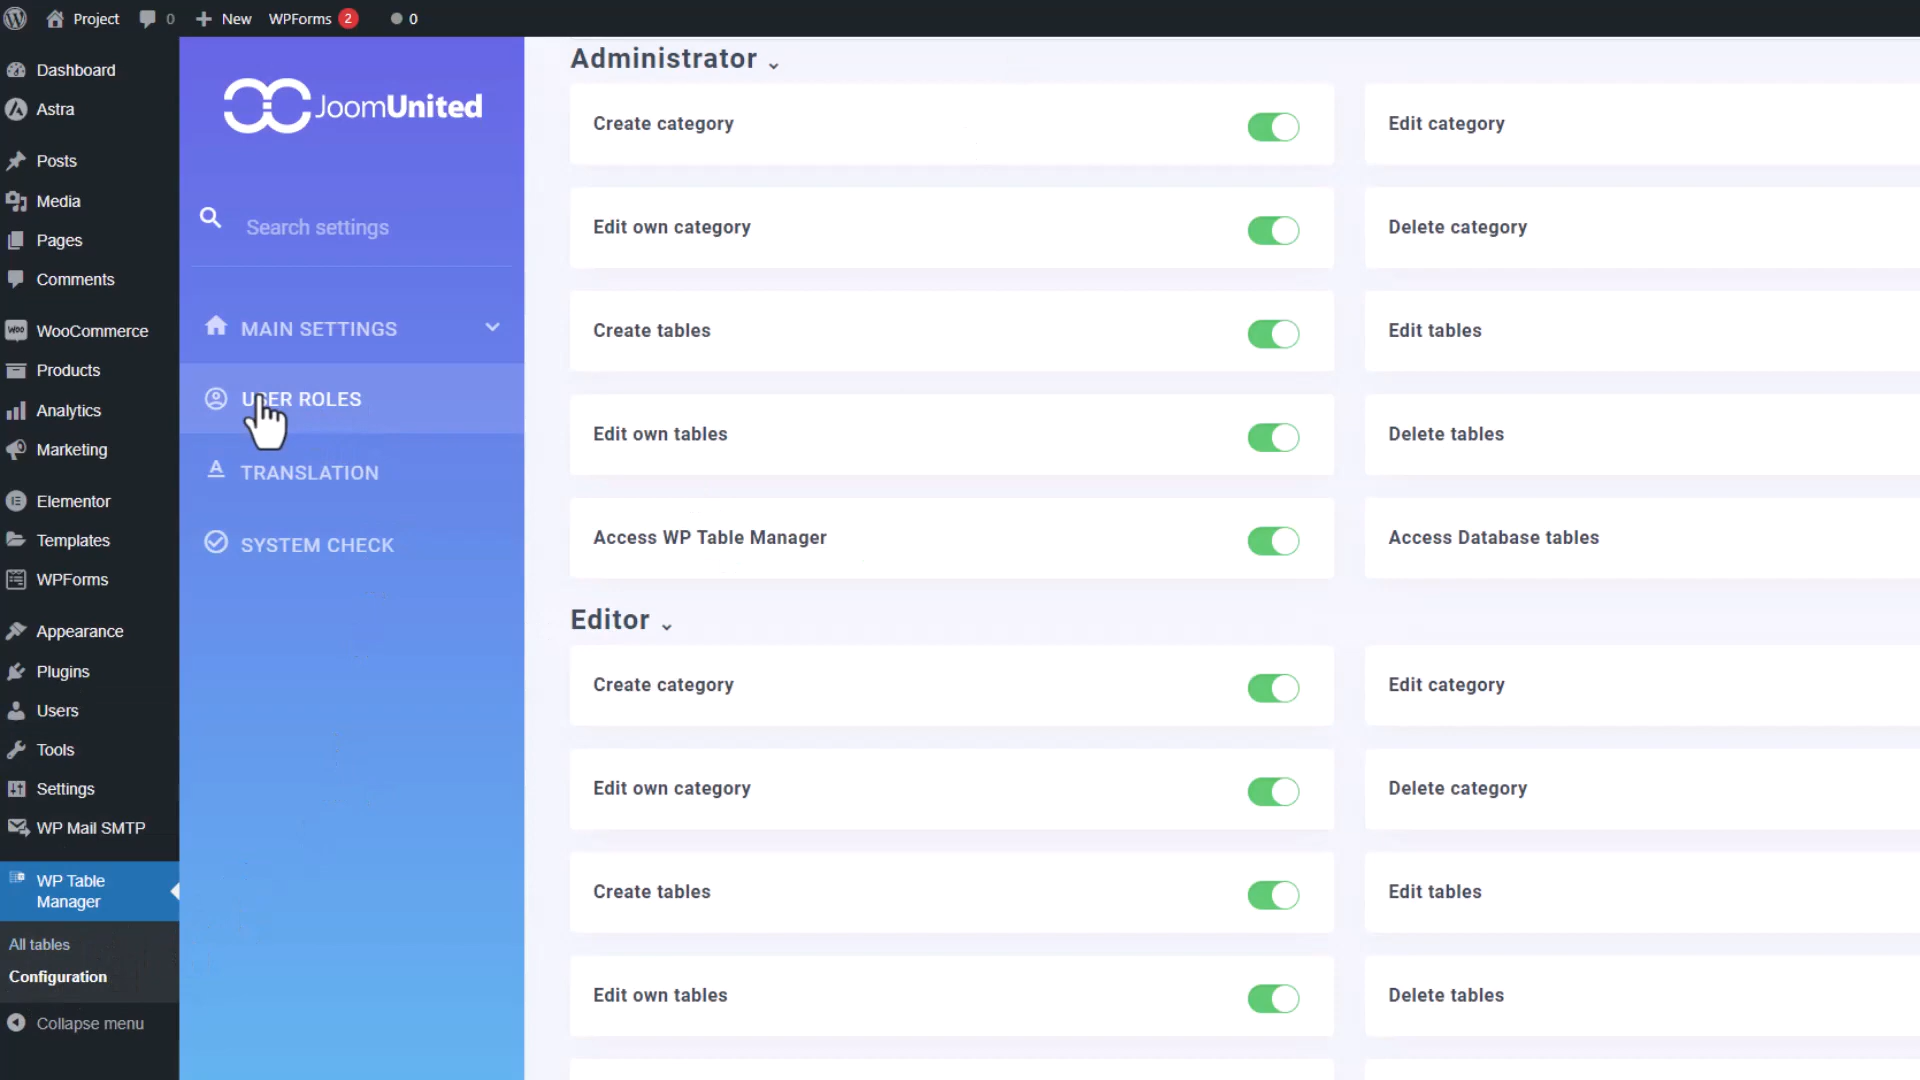 Project
0
New
WPForms 2
0
Dashboard
Astra
Posts
Media
Pages
Comments
WooCommerce
Products
Analytics
Marketing
Elementor
Templates
WPForms
Appearance
Plugins
Users
Tools
Settings
WP Mail SMTP
WP Table
Manager
All tables
Configuration
Collapse menu
JoomUnited
Search settings
MAIN SETTINGS
USER ROLES
TRANSLATION
SYSTEM CHECK
Administrator
Create category
Edit category
Edit own category
Delete category
Create tables
Edit tables
Edit own tables
Delete tables
Access WP Table Manager
Access Database tables
Editor
Create category
Edit category
Edit own category
Delete category
Create tables
Edit tables
Edit own tables
Delete tables